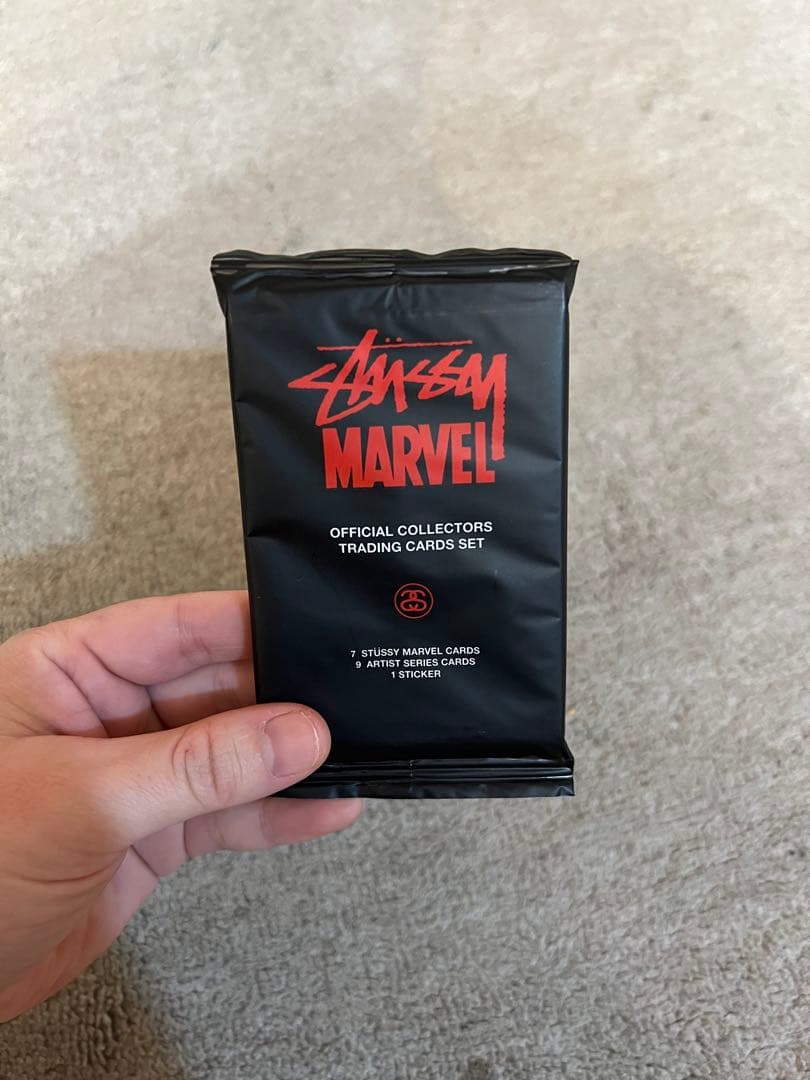 STÜSSY
MARVEL
OFFICIAL COLLECTORS
TRADING CARDS SET
7 STÜSSY MARVEL CARDS
9 ARTIST SERIES CARDS
1 STICKER